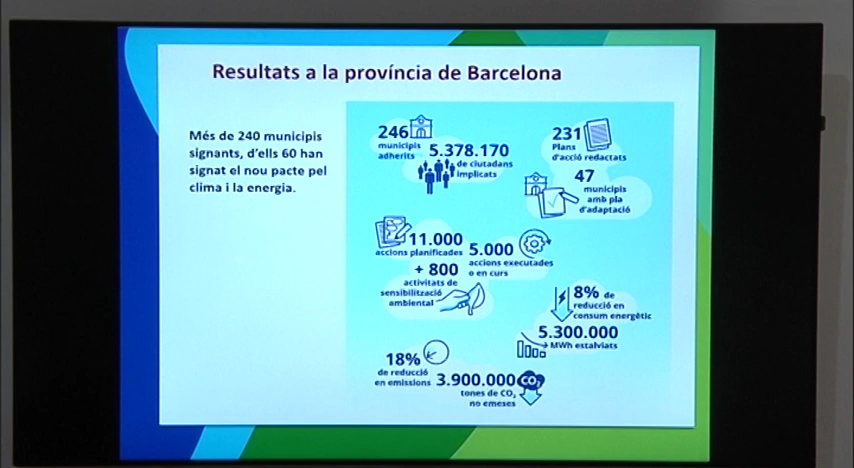 Resultats a la província de Barcelona
Més de 240 municipis
signants, d'ells 60 han
signat el nou pacte pel
clima i la energia.
246
municipis
adherits
5.378.170
de ciutadans
implicats
231
Plans
d'acció redactats
47
municipis
amb pla
d'adaptació
11.000
accions planificades
5.000
accions executades
o en curs
+ 800
activitats de
sensibilització
ambiental
8% de
reducció en
consum energètic
5.300.000
MWh estalviats
18%
de reducció
en emissions
3.900.000
tones de CO₂
no emeses
CO₂